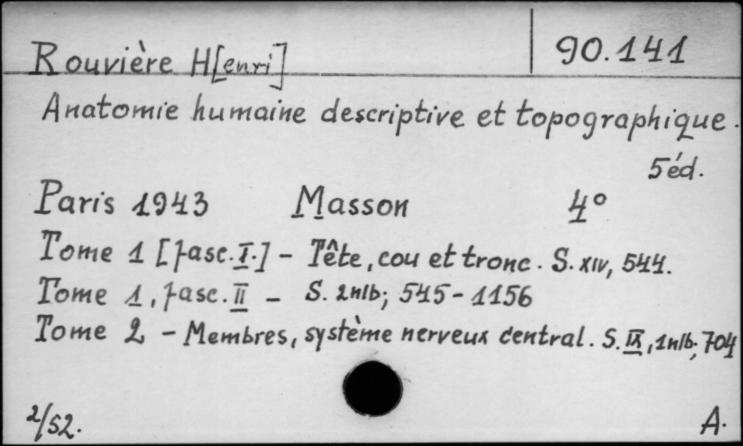 Rouvière H[enri] 90.141
Anatomie humaine descriptive et topographique.
5éd.
Paris 1943 Masson 4°
Tome 1 [fasc. I.] - Tête, cou et tronc. S. XIV, 544.
Tome 1, fasc. II - S. 2nlb; 545-1156
Tome 2 - Membres, système nerveux central. S. IX, 1nlb; 704
2/52. A.